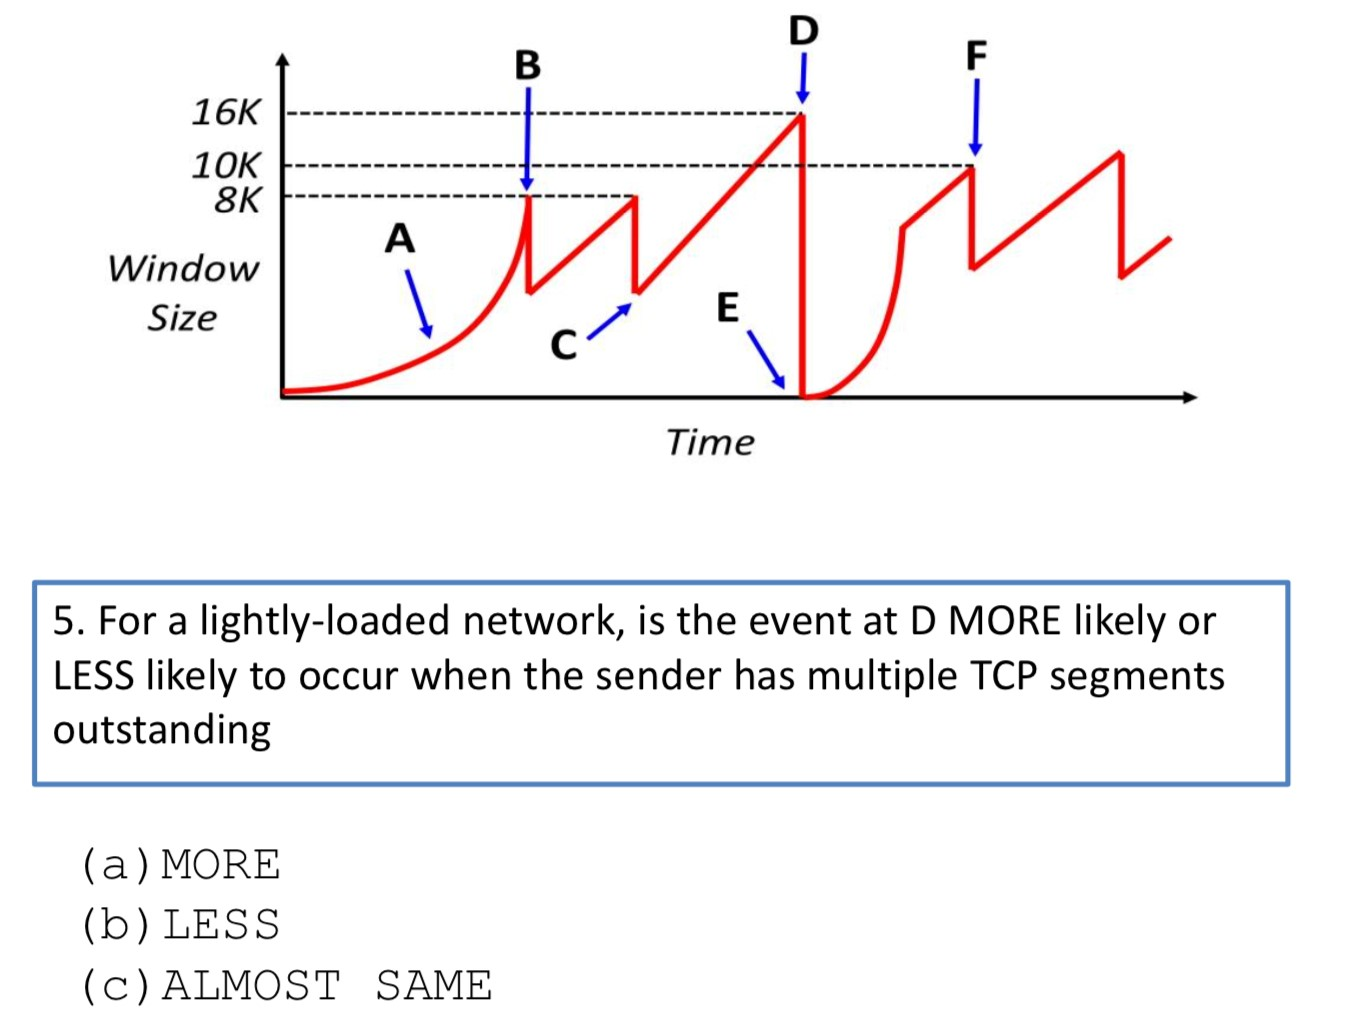 D
B
F
16K
10K
8K
A
Window
Size
E
C
Time
5. For a lightly-loaded network, is the event at D MORE likely or
LESS likely to occur when the sender has multiple TCP segments
outstanding
(a) MORE
(b) LESS
(c) ALMOST SAME